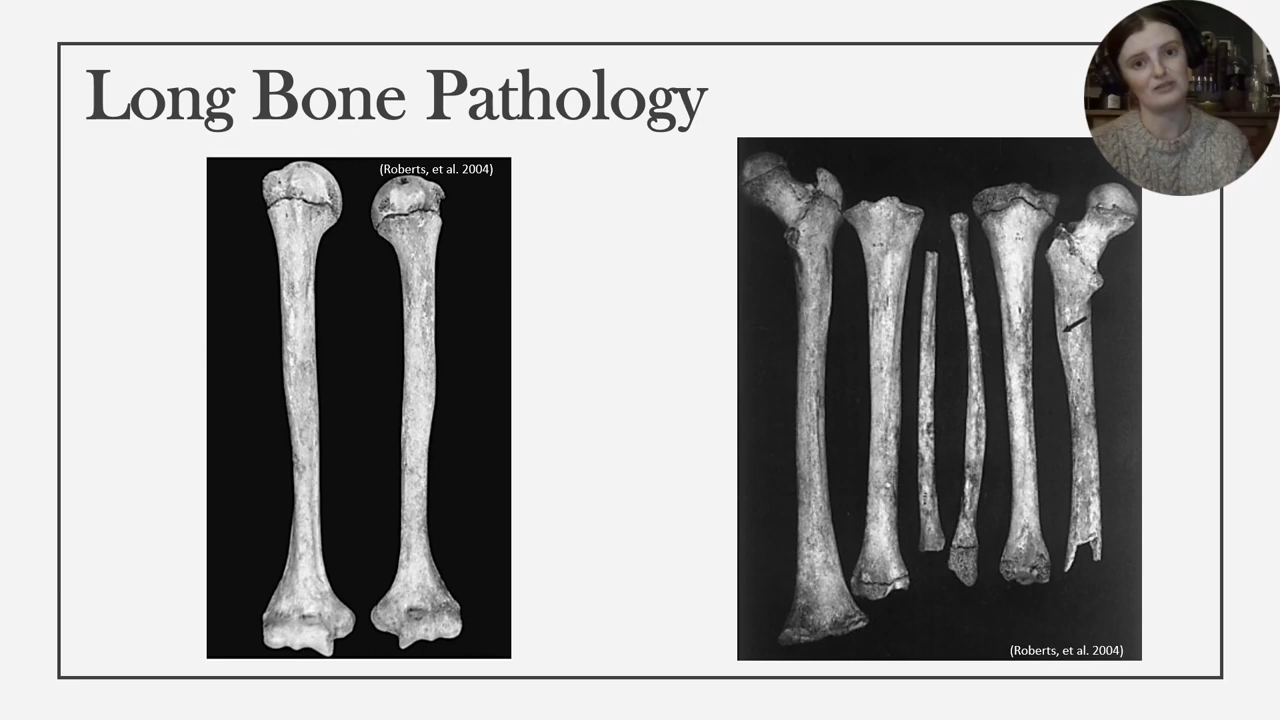 Long Bone Pathology
(Roberts, et al. 2004)
(Roberts, et al. 2004)